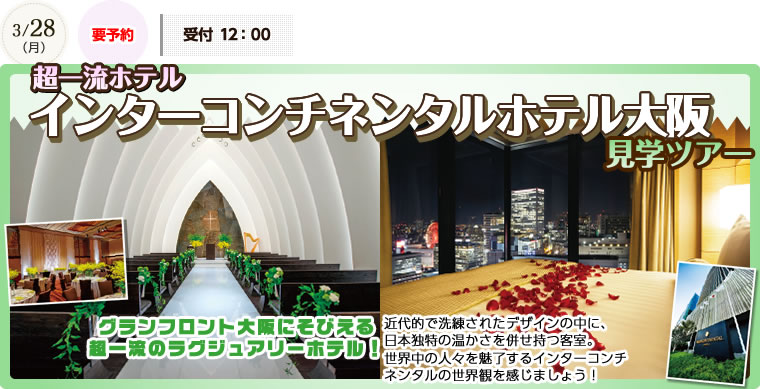 3/28
(月)
要予約
受付 12:00
超一流ホテル
インターコンチネンタルホテル大阪
見学ツアー
グランフロント大阪にそびえる
超一流のラグジュアリーホテル！
近代的で洗練されたデザインの中に、
日本独特の温かさを併せ持つ客室。
世界中の人々を魅了するインターコンチ
ネンタルの世界観を感じましょう！